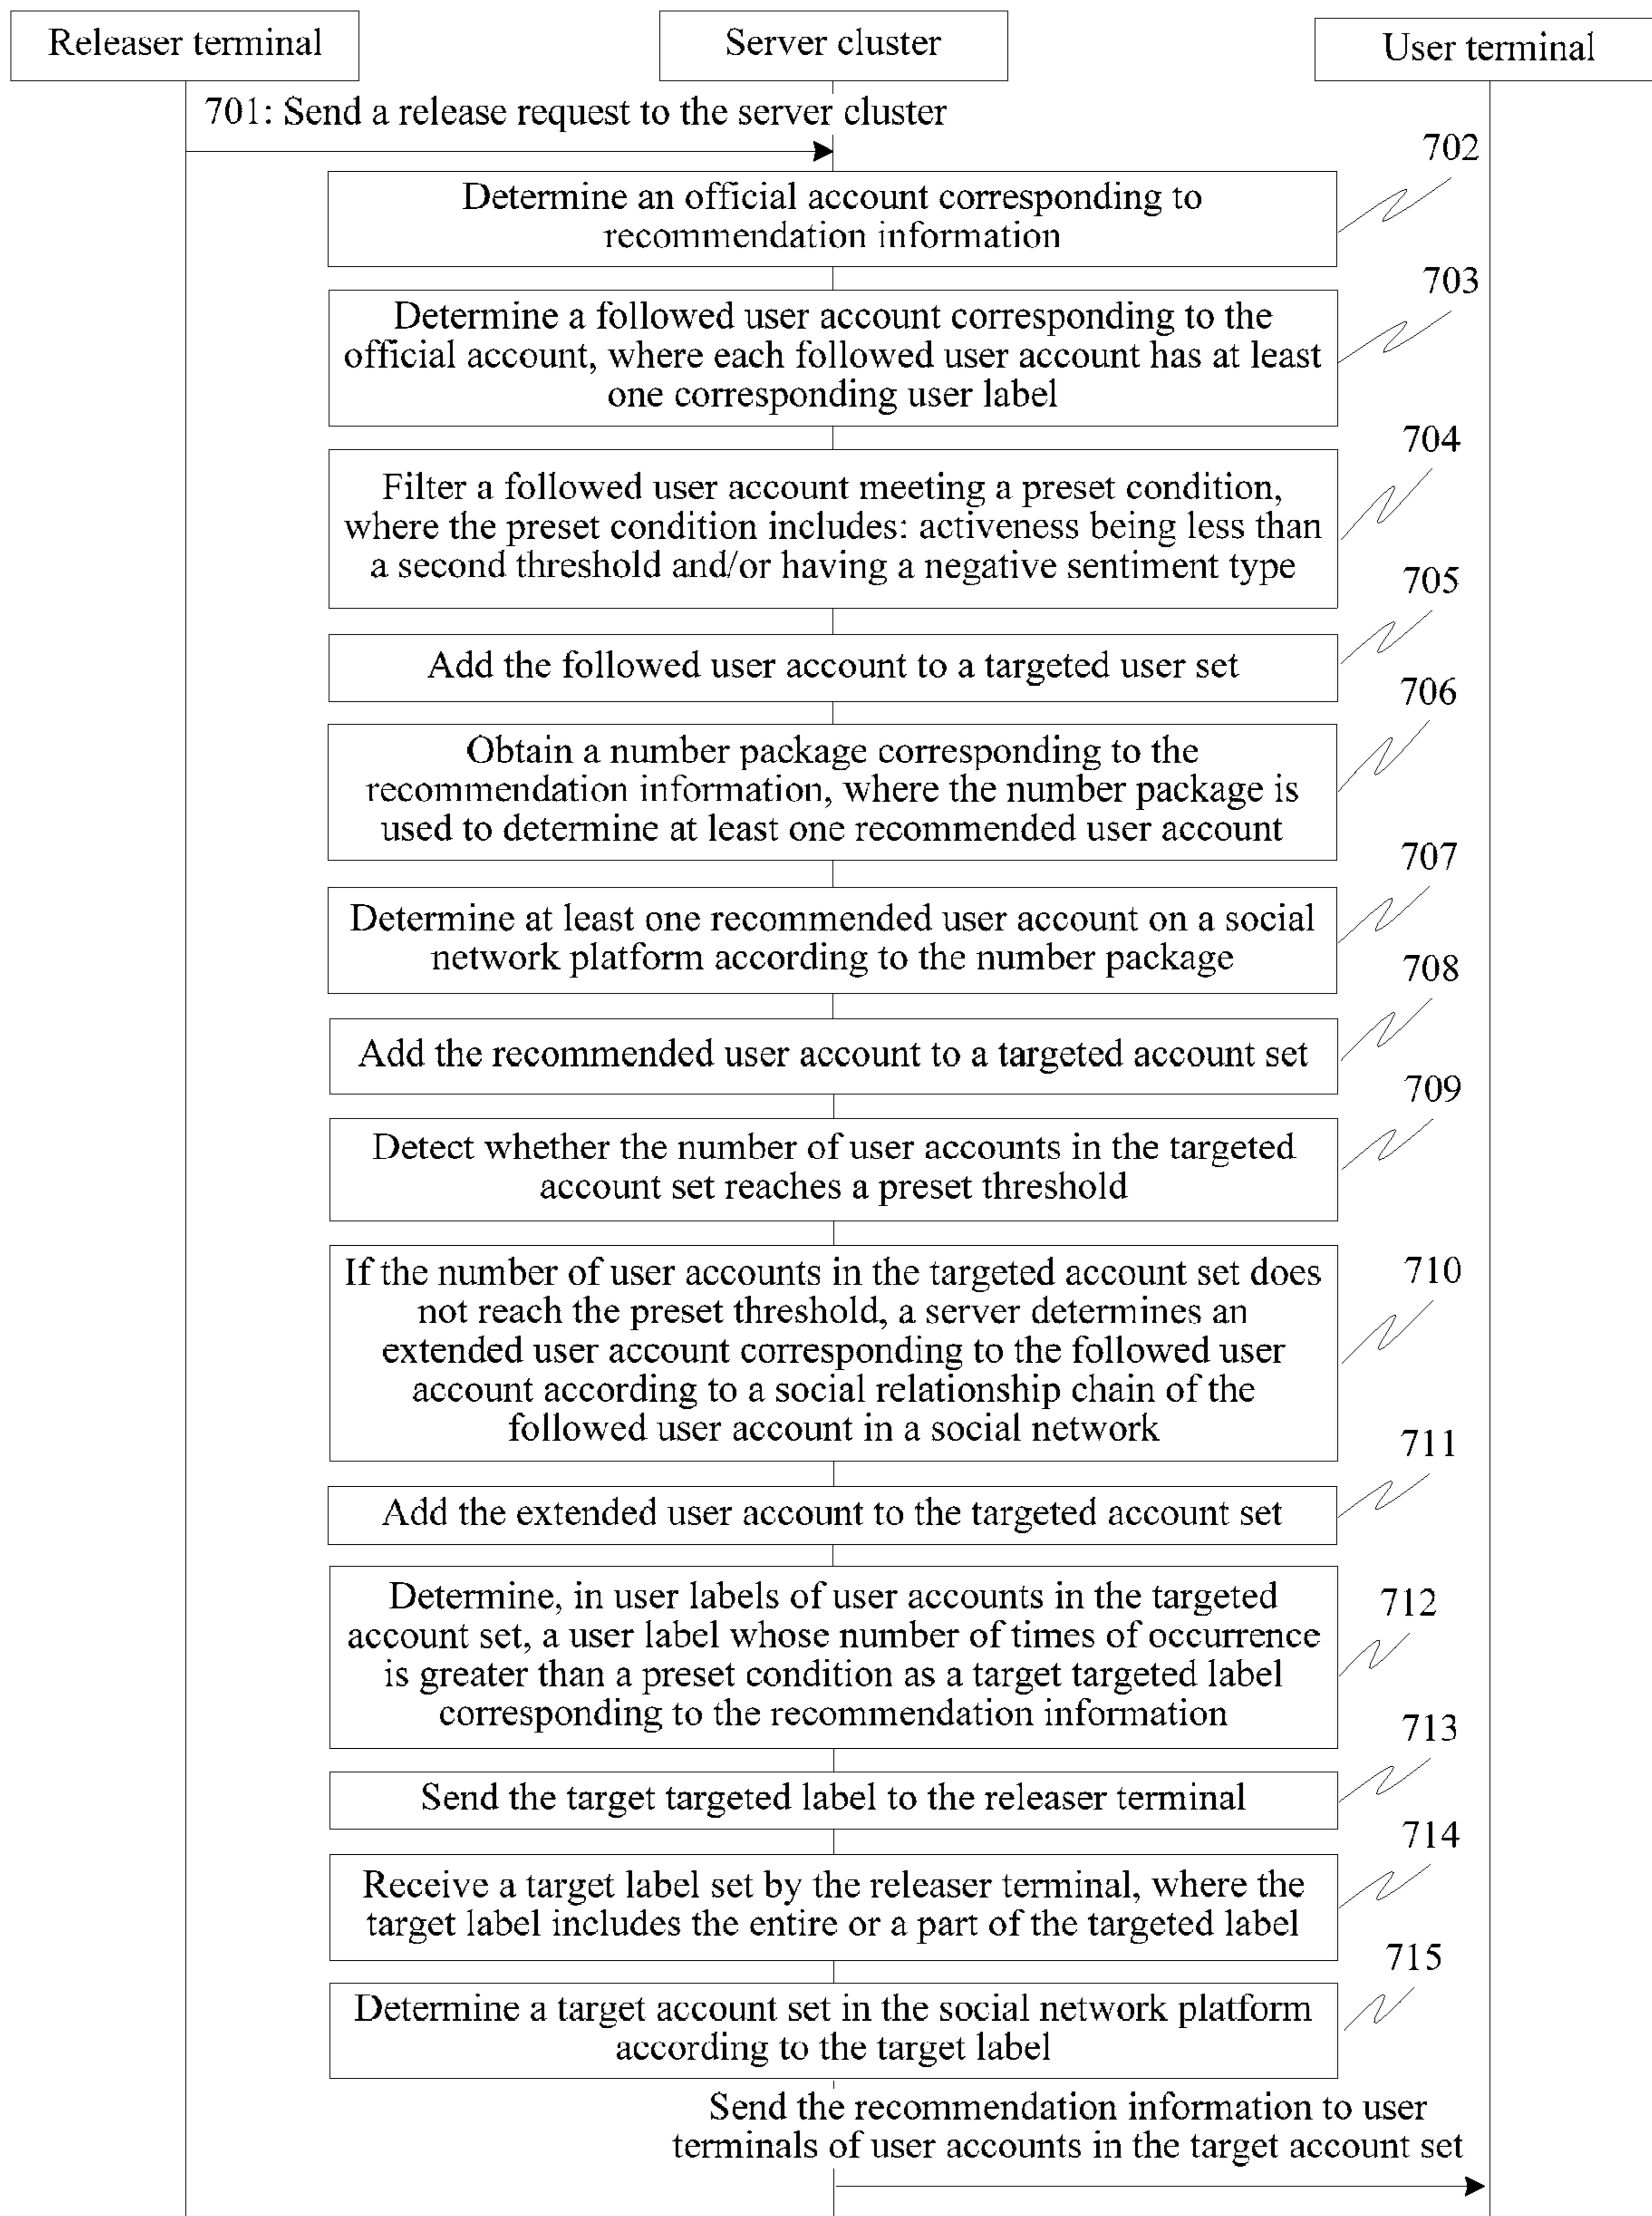 Releaser terminal
Server cluster
User terminal
701: Send a release request to the server cluster
702
Determine an official account corresponding to
recommendation information
703
Determine a followed user account corresponding to the
official account, where each followed user account has at least
one corresponding user label
704
Filter a followed user account meeting a preset condition,
where the preset condition includes: activeness being less than
a second threshold and/or having a negative sentiment type
705
Add the followed user account to a targeted user set
706
Obtain a number package corresponding to the
recommendation information, where the number package is
used to determine at least one recommended user account
707
Determine at least one recommended user account on a social
network platform according to the number package
708
Add the recommended user account to a targeted account set
709
Detect whether the number of user accounts in the targeted
account set reaches a preset threshold
710
If the number of user accounts in the targeted account set does
not reach the preset threshold, a server determines an
extended user account corresponding to the followed user
account according to a social relationship chain of the
followed user account in a social network
711
Add the extended user account to the targeted account set
712
Determine, in user labels of user accounts in the targeted
account set, a user label whose number of times of occurrence
is greater than a preset condition as a target targeted label
corresponding to the recommendation information
713
Send the target targeted label to the releaser terminal
714
Receive a target label set by the releaser terminal, where the
target label includes the entire or a part of the targeted label
715
Determine a target account set in the social network platform
according to the target label
Send the recommendation information to user
terminals of user accounts in the target account set